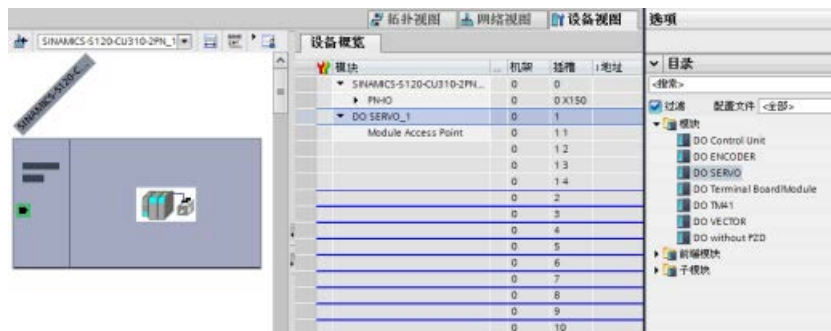 拓扑视图 网络视图 设备视图 选项
SINAMICS-S120-CU310-2PN_1
设备概览
目录
模块 ... 机架 插槽 I地址
<搜索>
SINAMICS-S120-CU310-2PN... 0 0
PN-IO 0 0 X150
过滤 配置文件 <全部>
DO SERVO_1 0 1
模块
Module Access Point 0 1 1
DO Control Unit
0 1 2
DO ENCODER
0 1 3
DO SERVO
0 1 4
DO Terminal Board/Module
0 2
DO TM41
0 3
DO VECTOR
0 4
DO without PZD
0 5
前端模块
0 6
子模块
0 7
0 8
0 9
0 10
SINAMICS-S120-C...